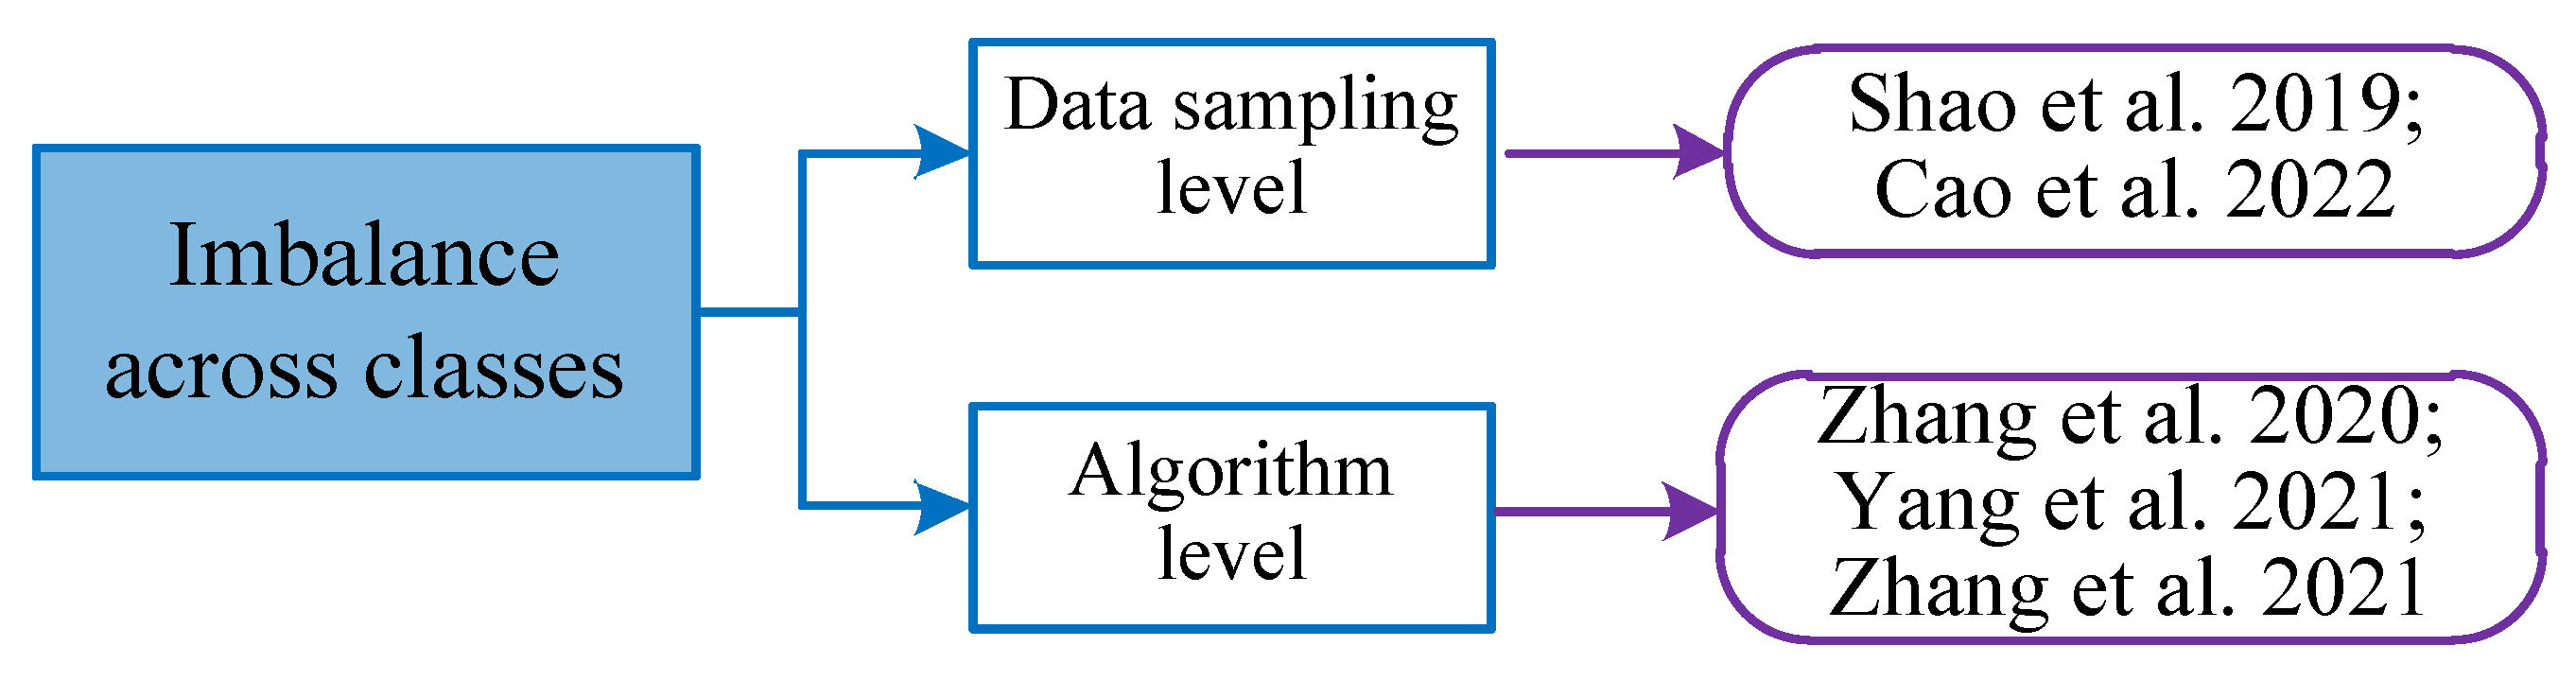 Imbalance
across classes
Data sampling
level
Shao et al. 2019;
Cao et al. 2022
Algorithm
level
Zhang et al. 2020;
Yang et al. 2021;
Zhang et al. 2021